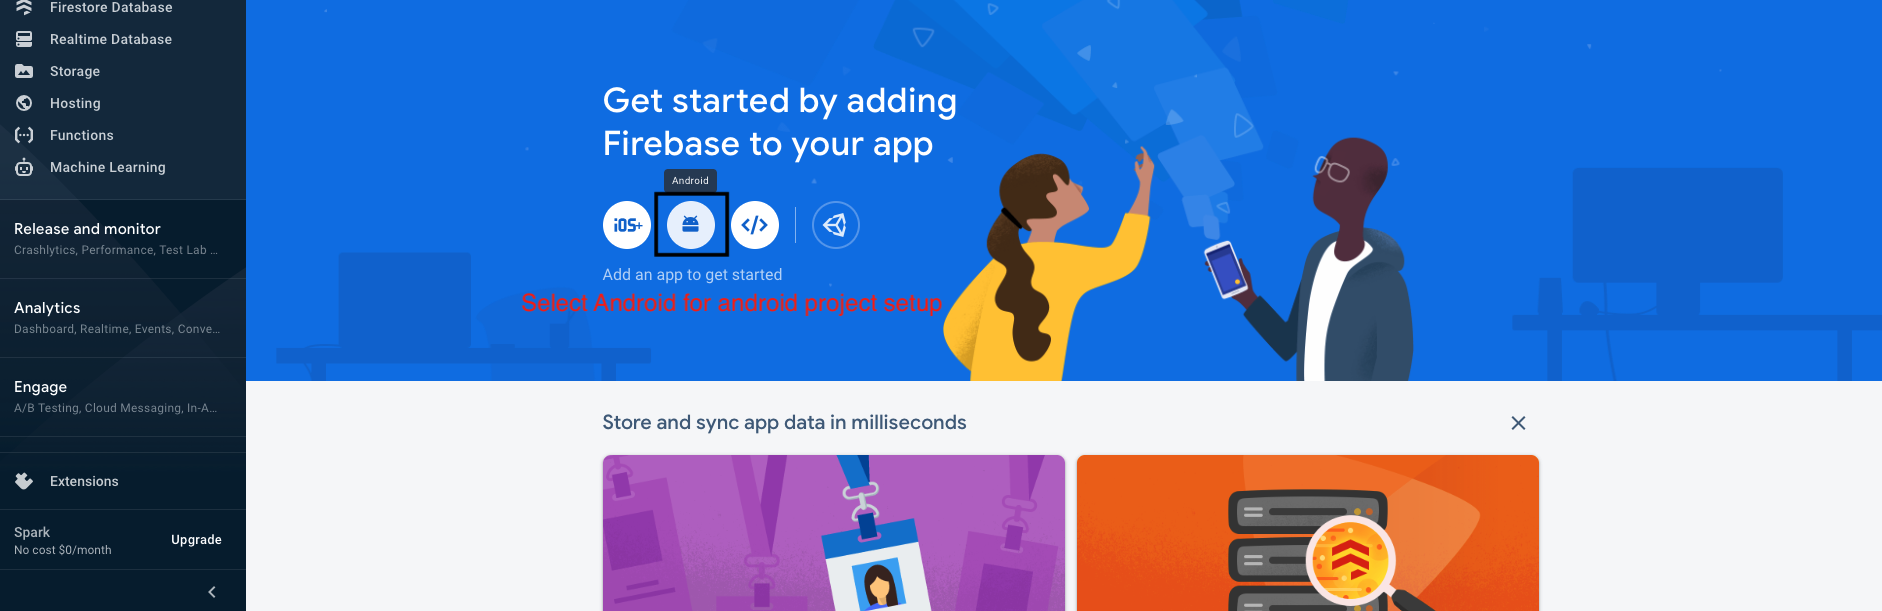 Firestore Database
Realtime Database
Storage
Hosting
Functions
Machine Learning
Release and monitor
Crashlytics, Performance, Test Lab ...
Analytics
Dashboard, Realtime, Events, Conve...
Engage
A/B Testing, Cloud Messaging, In-A...
Extensions
Spark
No cost $0/month
Upgrade
Get started by adding
Firebase to your app
Android
iOS+
</>
Add an app to get started
Select Android for android project setup
Store and sync app data in milliseconds